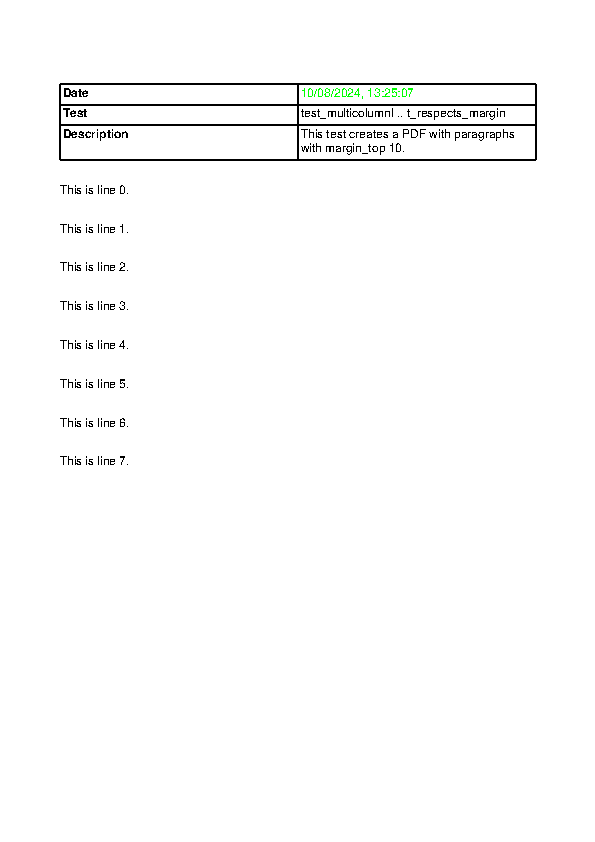 Date 10/08/2024, 13:25:07
Test test_multicolumnl .. t_respects_margin
Description This test creates a PDF with paragraphs
with margin_top 10.
This is line 0.
This is line 1.
This is line 2.
This is line 3.
This is line 4.
This is line 5.
This is line 6.
This is line 7.